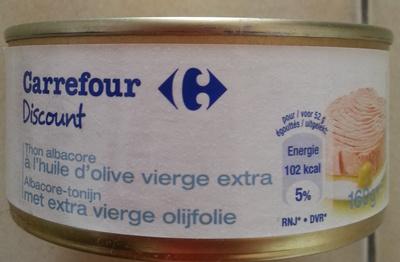 Carrefour
Discount
Thon albacore
à l'huile d'olive vierge extra
Albacore-tonijn
met extra vierge olijfolie
pour / voor 52 g
égouttés / uitgelekt
Energie
102 kcal
5%
RNJ* • DVR*
160g